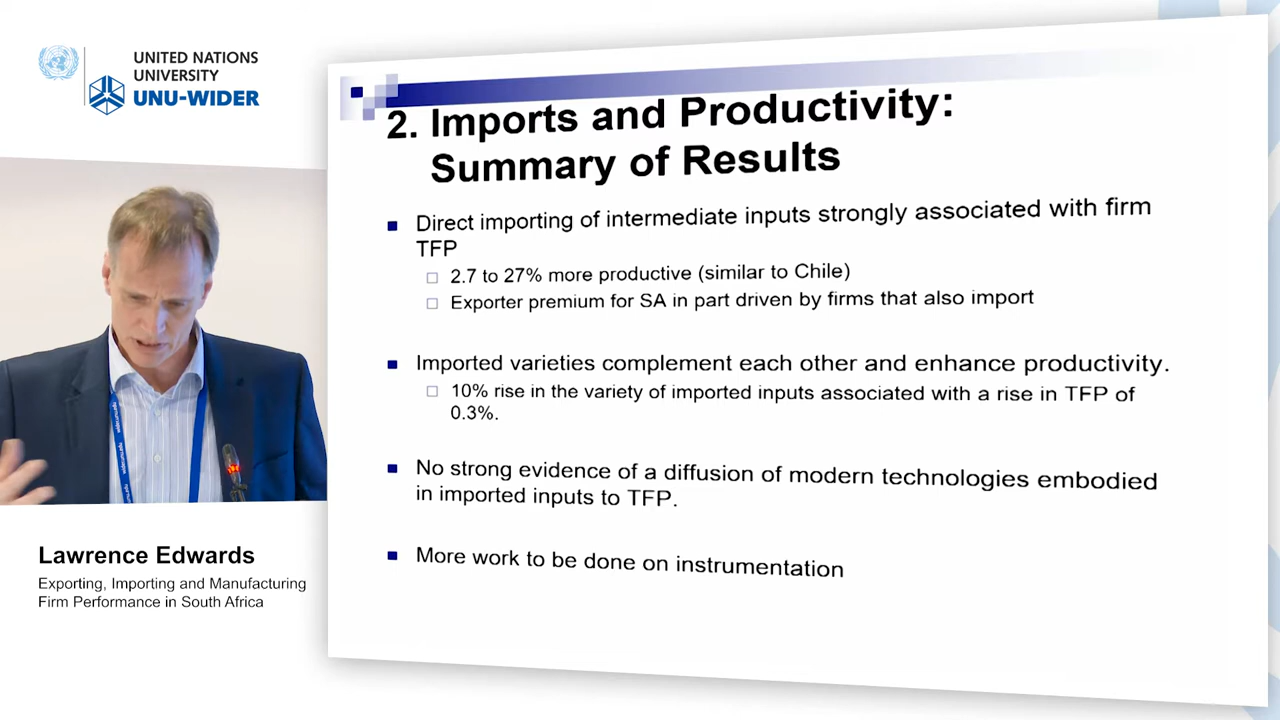 UNITED NATIONS
UNIVERSITY
UNU-WIDER
2. Imports and Productivity:
Summary of Results
Direct importing of intermediate inputs strongly associated with firm
TFP
2.7 to 27% more productive (similar to Chile)
Exporter premium for SA in part driven by firms that also import
Imported varieties complement each other and enhance productivity.
10% rise in the variety of imported inputs associated with a rise in TFP of
0.3%.
No strong evidence of a diffusion of modern technologies embodied
in imported inputs to TFP.
More work to be done on instrumentation
Lawrence Edwards
Exporting, Importing and Manufacturing
Firm Performance in South Africa